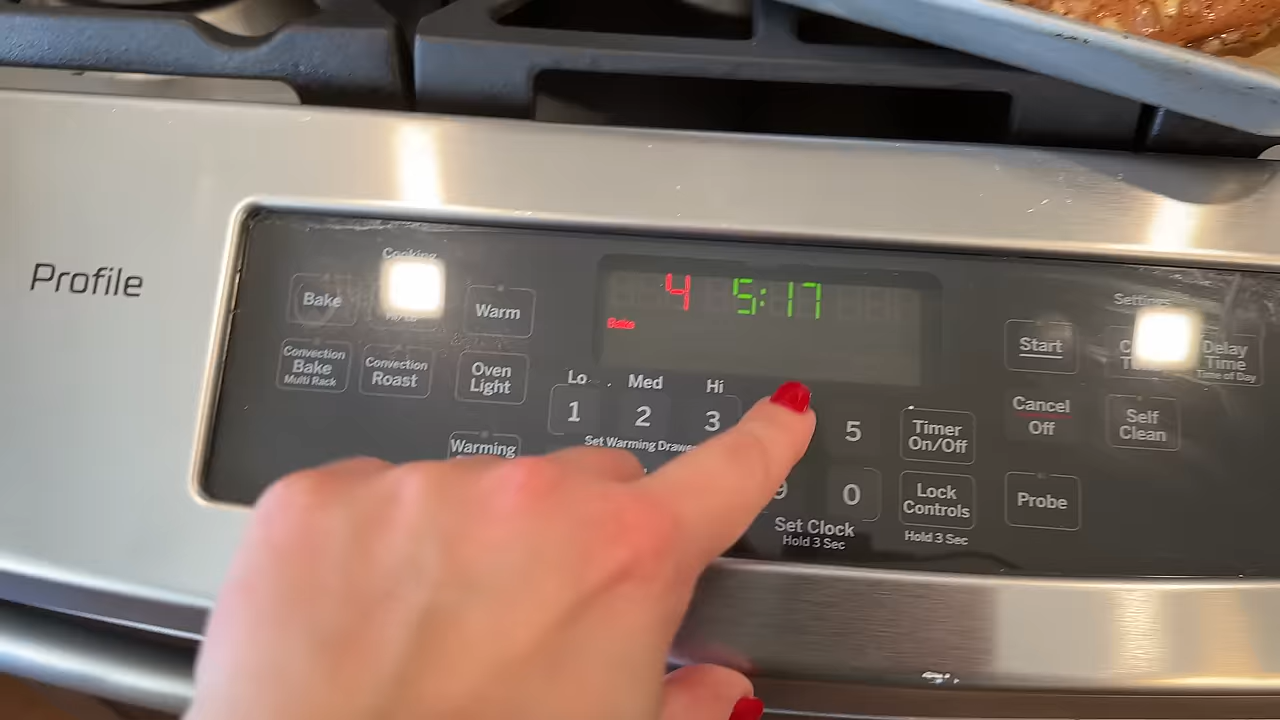 Profile
Cooking
Bake
Warm
Convection
Bake
Multi Rack
Convection
Roast
Oven
Light
Warming
4 5:17
Bake
Lo Med Hi
1 2 3 5
Set Warming Drawer
0
Set Clock
Hold 3 Sec
Timer
On/Off
Lock
Controls
Hold 3 Sec
Settings
Start
Delay
Time
Time of Day
Cancel
Off
Self
Clean
Probe